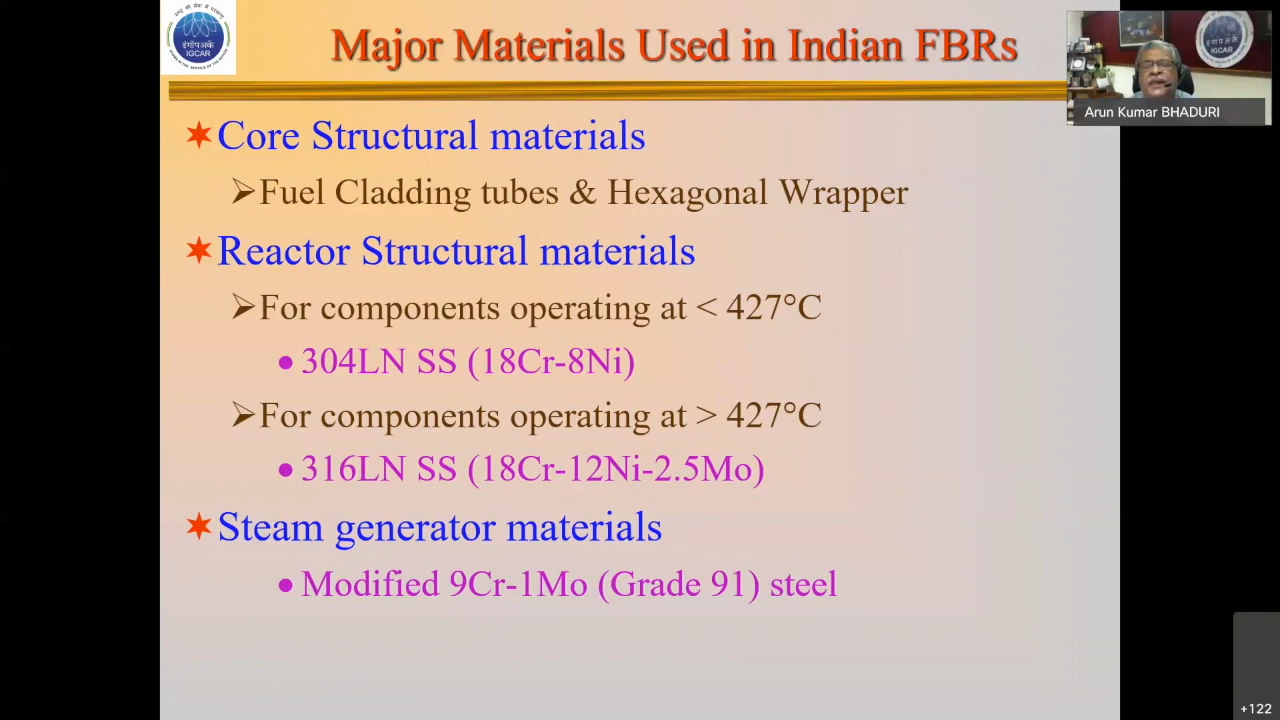 इंगांपअकें
IGCAR
Major Materials Used in Indian FBRs
IGCAR
Arun Kumar BHADURI
✶Core Structural materials
➢Fuel Cladding tubes & Hexagonal Wrapper
✶Reactor Structural materials
➢For components operating at < 427°C
•304LN SS (18Cr-8Ni)
➢For components operating at > 427°C
•316LN SS (18Cr-12Ni-2.5Mo)
✶Steam generator materials
•Modified 9Cr-1Mo (Grade 91) steel
+122